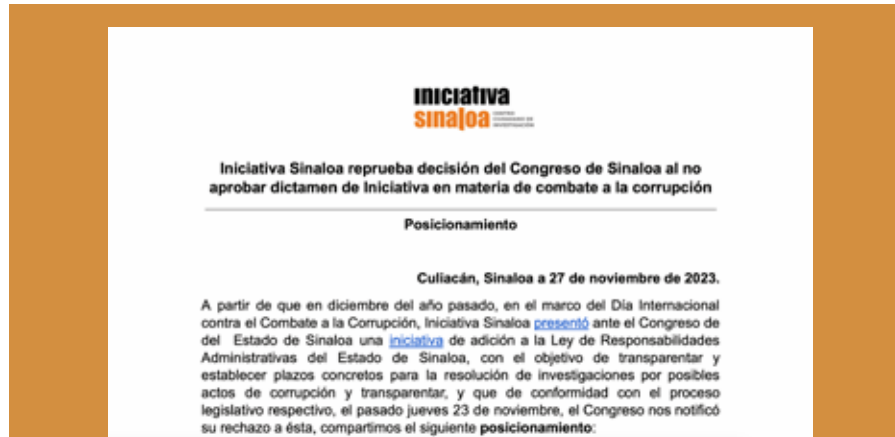 Iniciativa
sinaloa
Iniciativa Sinaloa reprueba decisión del Congreso de Sinaloa al no
aprobar dictamen de Iniciativa en materia de combate a la corrupción
Posicionamiento
Culiacán, Sinaloa a 27 de noviembre de 2023.
A partir de que en diciembre del año pasado, en el marco del Día Internacional
contra el Combate a la Corrupción, Iniciativa Sinaloa presentó ante el Congreso de
del Estado de Sinaloa una iniciativa de adición a la Ley de Responsabilidades
Administrativas del Estado de Sinaloa, con el objetivo de transparentar y
establecer plazos concretos para la resolución de investigaciones por posibles
actos de corrupción y transparentar, y que de conformidad con el proceso
legislativo respectivo, el pasado jueves 23 de noviembre, el Congreso nos notificó
su rechazo a ésta, compartimos el siguiente posicionamiento: